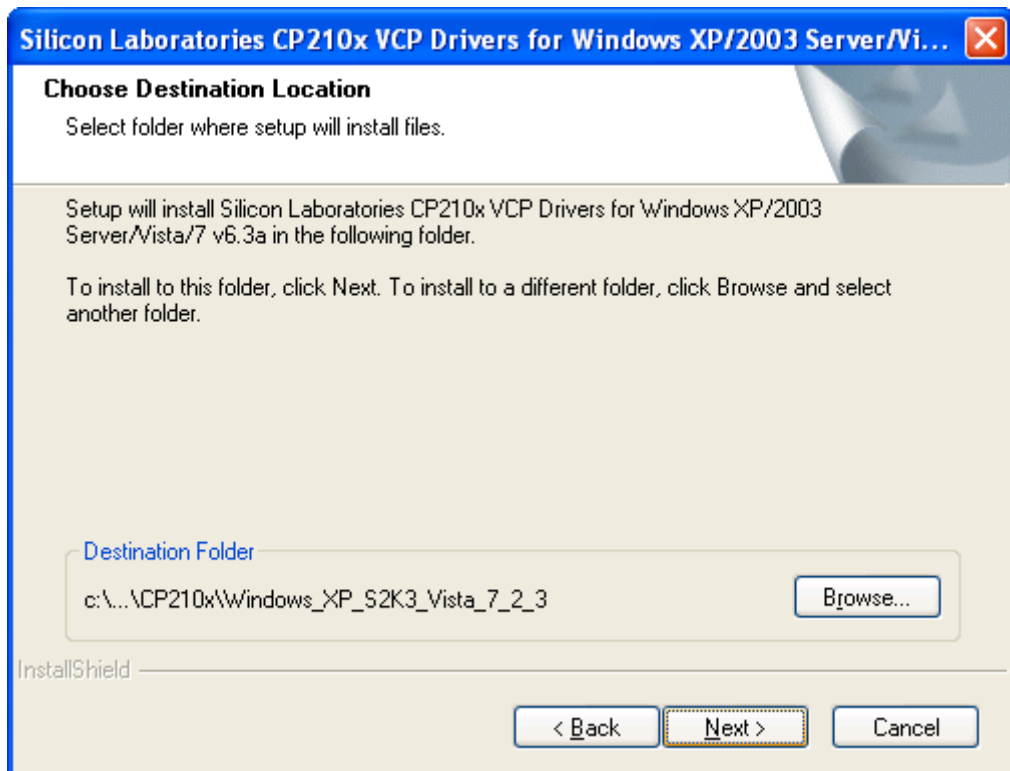 Silicon Laboratories CP210x VCP Drivers for Windows XP/2003 Server/Vi...
Choose Destination Location
Select folder where setup will install files.
Setup will install Silicon Laboratories CP210x VCP Drivers for Windows XP/2003
Server/Vista/7 v6.3a in the following folder.
To install to this folder, click Next. To install to a different folder, click Browse and select
another folder.
Destination Folder
c:\...\CP210x\Windows_XP_S2K3_Vista_7_2_3
Browse...
InstallShield
< Back
Next >
Cancel